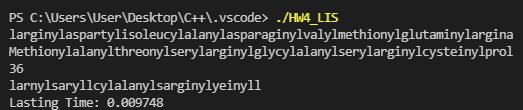 PS C:\Users\User\Desktop\C++\.vscode> ./HW4_LIS
larginylaspartylisoleucylalanylasparaginylvalylmethionylglutaminylargina
Methionylalanylthreonylserylarginylglycylalanylserylarginylcysteinylprol
36
larnylsaryllcylalanylsarginylyeinyll
Lasting Time: 0.009748